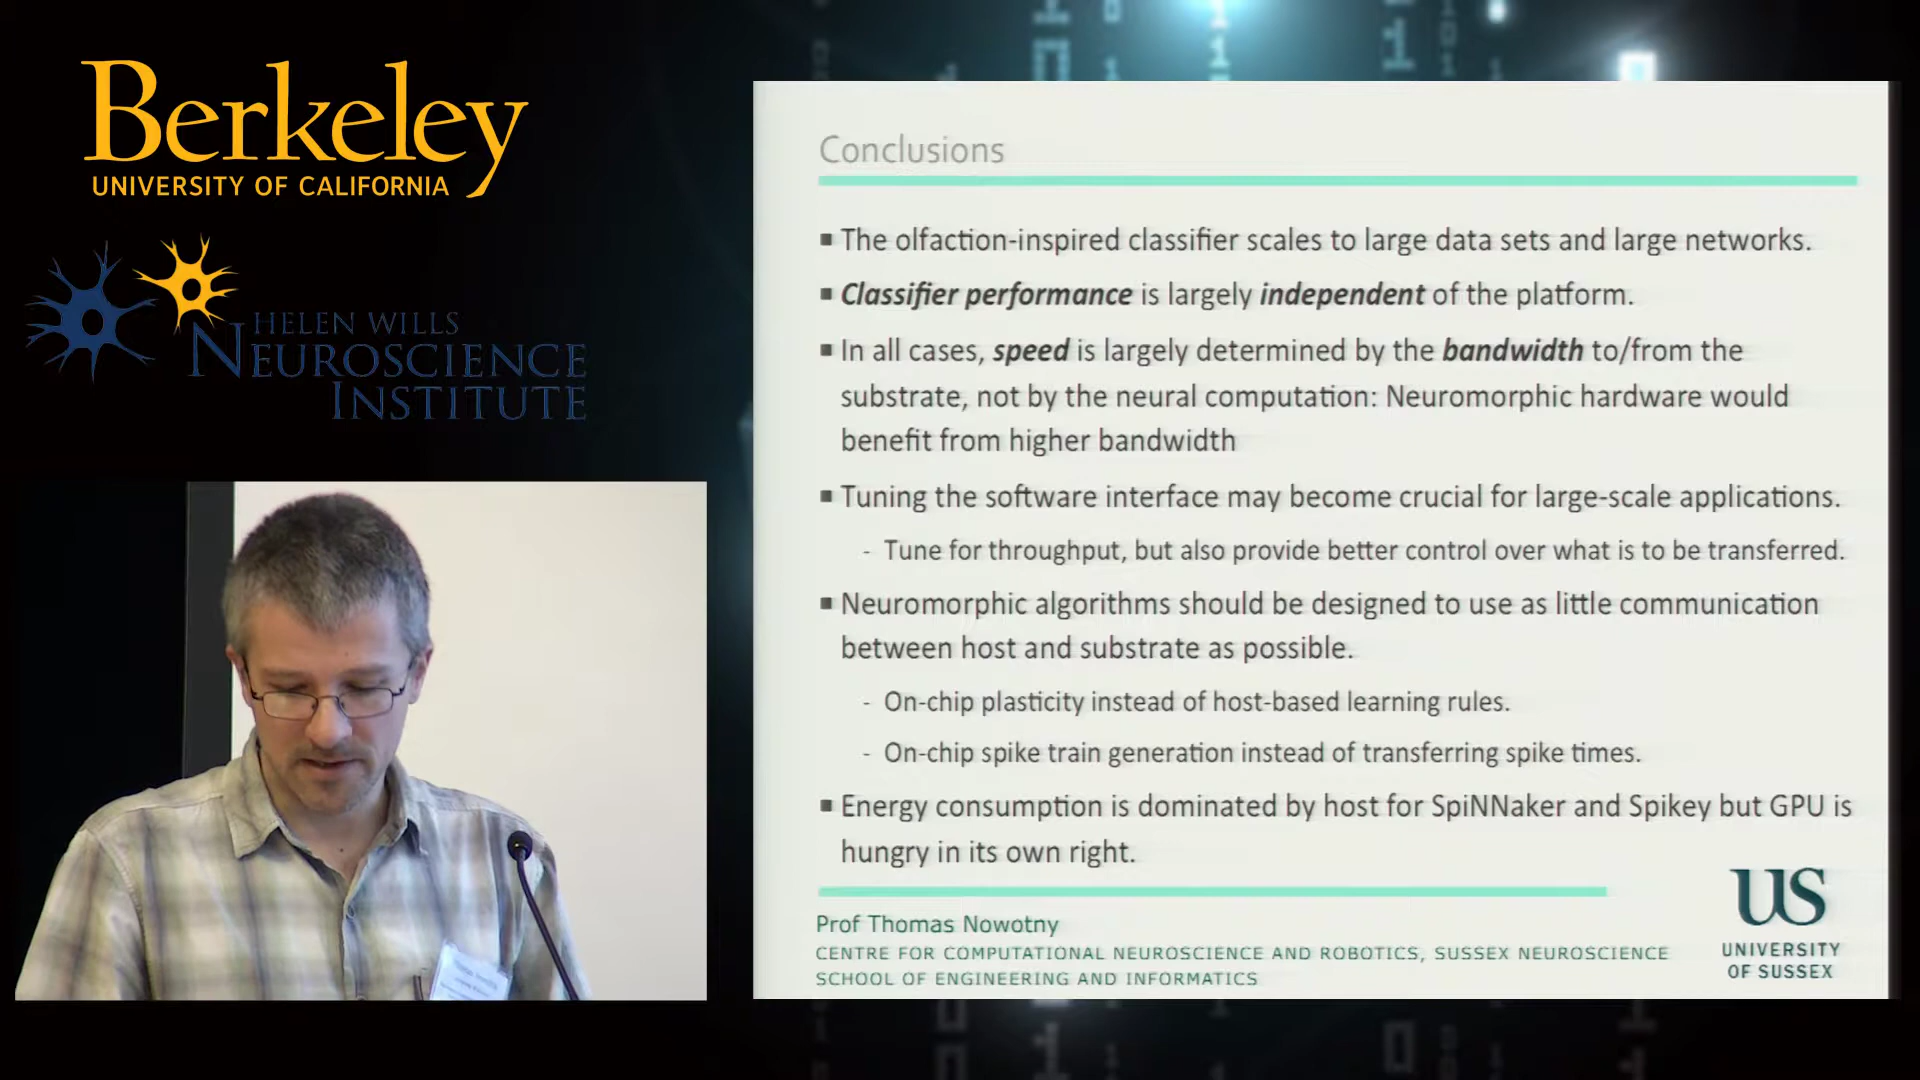 Berkeley
UNIVERSITY OF CALIFORNIA
HELEN WILLS
NEUROSCIENCE
INSTITUTE
Conclusions
▪ The olfaction-inspired classifier scales to large data sets and large networks.
▪ Classifier performance is largely independent of the platform.
▪ In all cases, speed is largely determined by the bandwidth to/from the
substrate, not by the neural computation: Neuromorphic hardware would
benefit from higher bandwidth
▪ Tuning the software interface may become crucial for large-scale applications.
- Tune for throughput, but also provide better control over what is to be transferred.
▪ Neuromorphic algorithms should be designed to use as little communication
between host and substrate as possible.
- On-chip plasticity instead of host-based learning rules.
- On-chip spike train generation instead of transferring spike times.
▪ Energy consumption is dominated by host for SpiNNaker and Spikey but GPU is
hungry in its own right.
Prof Thomas Nowotny
CENTRE FOR COMPUTATIONAL NEUROSCIENCE AND ROBOTICS, SUSSEX NEUROSCIENCE
SCHOOL OF ENGINEERING AND INFORMATICS
US
UNIVERSITY
OF SUSSEX